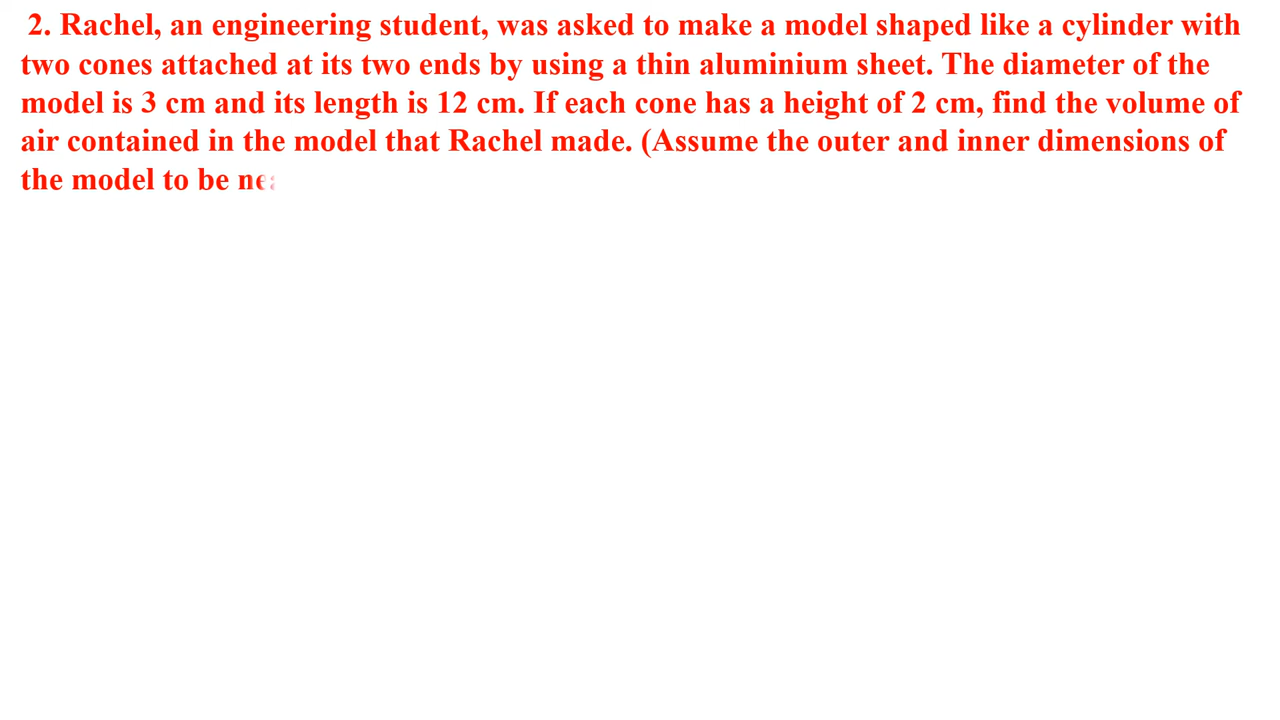 2. Rachel, an engineering student, was asked to make a model shaped like a cylinder with
two cones attached at its two ends by using a thin aluminium sheet. The diameter of the
model is 3 cm and its length is 12 cm. If each cone has a height of 2 cm, find the volume of
air contained in the model that Rachel made. (Assume the outer and inner dimensions of
the model to be